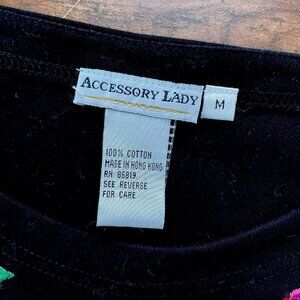 ACCESSORY LADY
M
100% COTTON
MADE IN HONG KONG
RN 86819
SEE REVERSE
FOR CARE